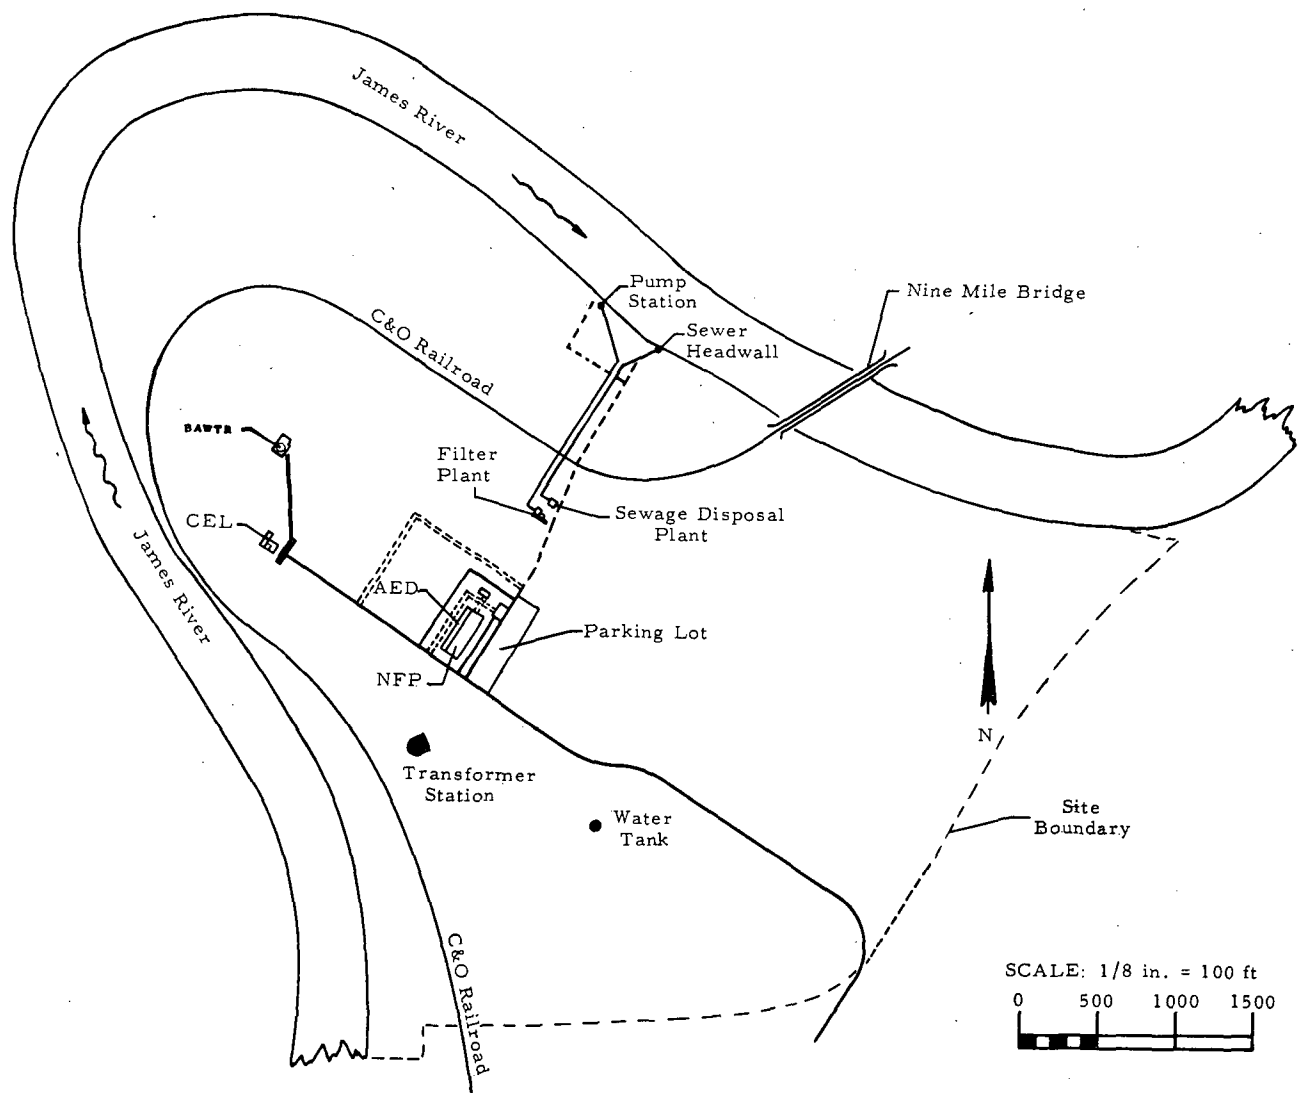 James River
Pump
Station
Nine Mile Bridge
C&O Railroad
Sewer
Headwall
BAWTR
Filter
Plant
CEL
Sewage Disposal
Plant
James River
AED
Parking Lot
NFP
N
Transformer
Station
Water
Tank
Site
Boundary
C&O Railroad
SCALE: 1/8 in. = 100 ft
0 500 1000 1500